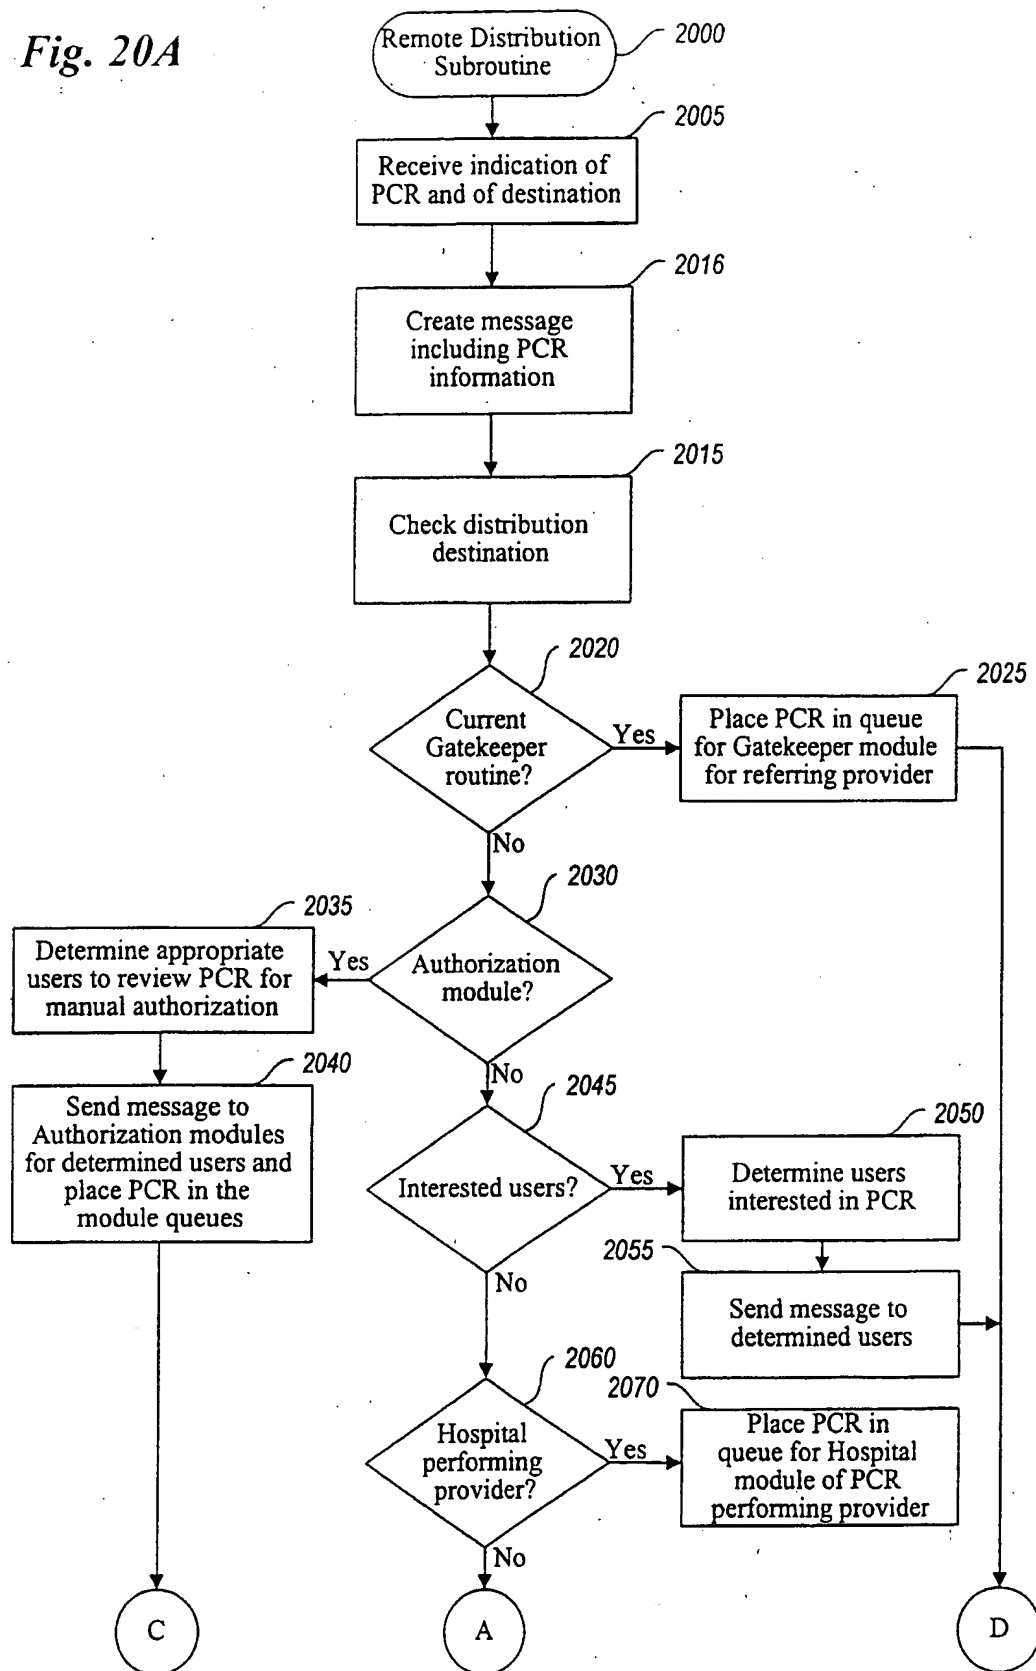 Fig. 20A
Remote Distribution
Subroutine
2000
2005
Receive indication of
PCR and of destination
2016
Create message
including PCR
information
2015
Check distribution
destination
2020
Current
Gatekeeper
routine?
Yes
2025
Place PCR in queue
for Gatekeeper module
for referring provider
No
2030
Authorization
module?
Yes
2035
Determine appropriate
users to review PCR for
manual authorization
2040
Send message to
Authorization modules
for determined users and
place PCR in the
module queues
No
2045
Interested users?
Yes
2050
Determine users
interested in PCR
2055
Send message to
determined users
No
2060
Hospital
performing
provider?
Yes
2070
Place PCR in
queue for Hospital
module of PCR
performing provider
No
C
A
D